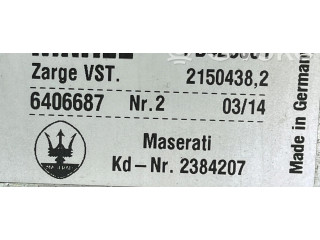 Zarge VST. 2150438,2
6406687 Nr.2 03/14
Maserati
Kd-Nr. 2384207
Made in Germany